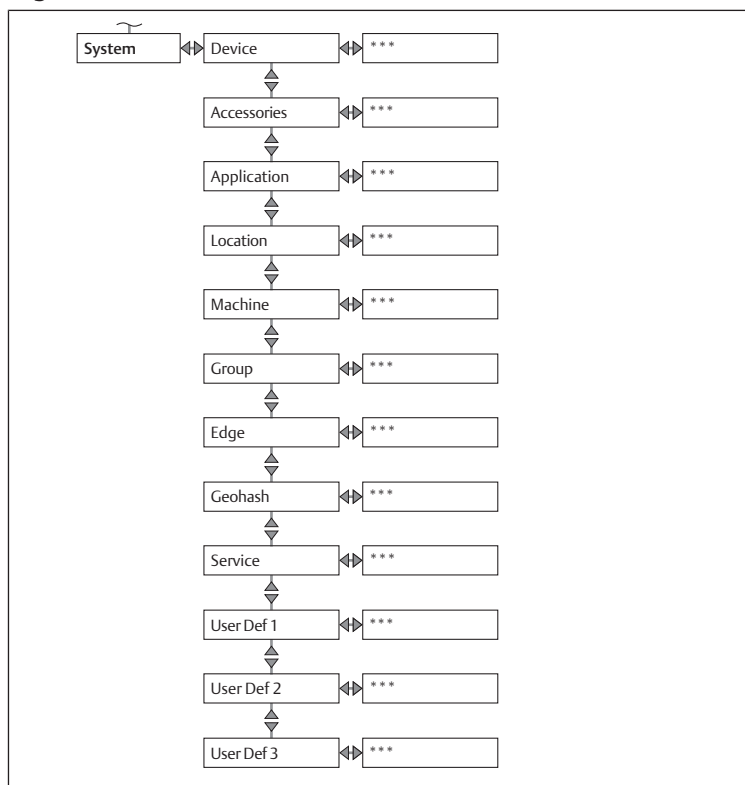 System
Device
***
Accessories
***
Application
***
Location
***
Machine
***
Group
***
Edge
***
Geohash
***
Service
***
User Def 1
***
User Def 2
***
User Def 3
***